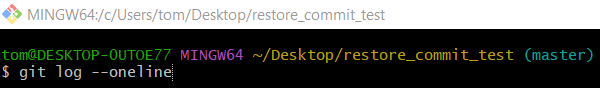 MINGW64:/c/Users/tom/Desktop/restore_commit_test
tom@DESKTOP-OUTOE77 MINGW64 ~/Desktop/restore_commit_test (master)
$ git log --oneline